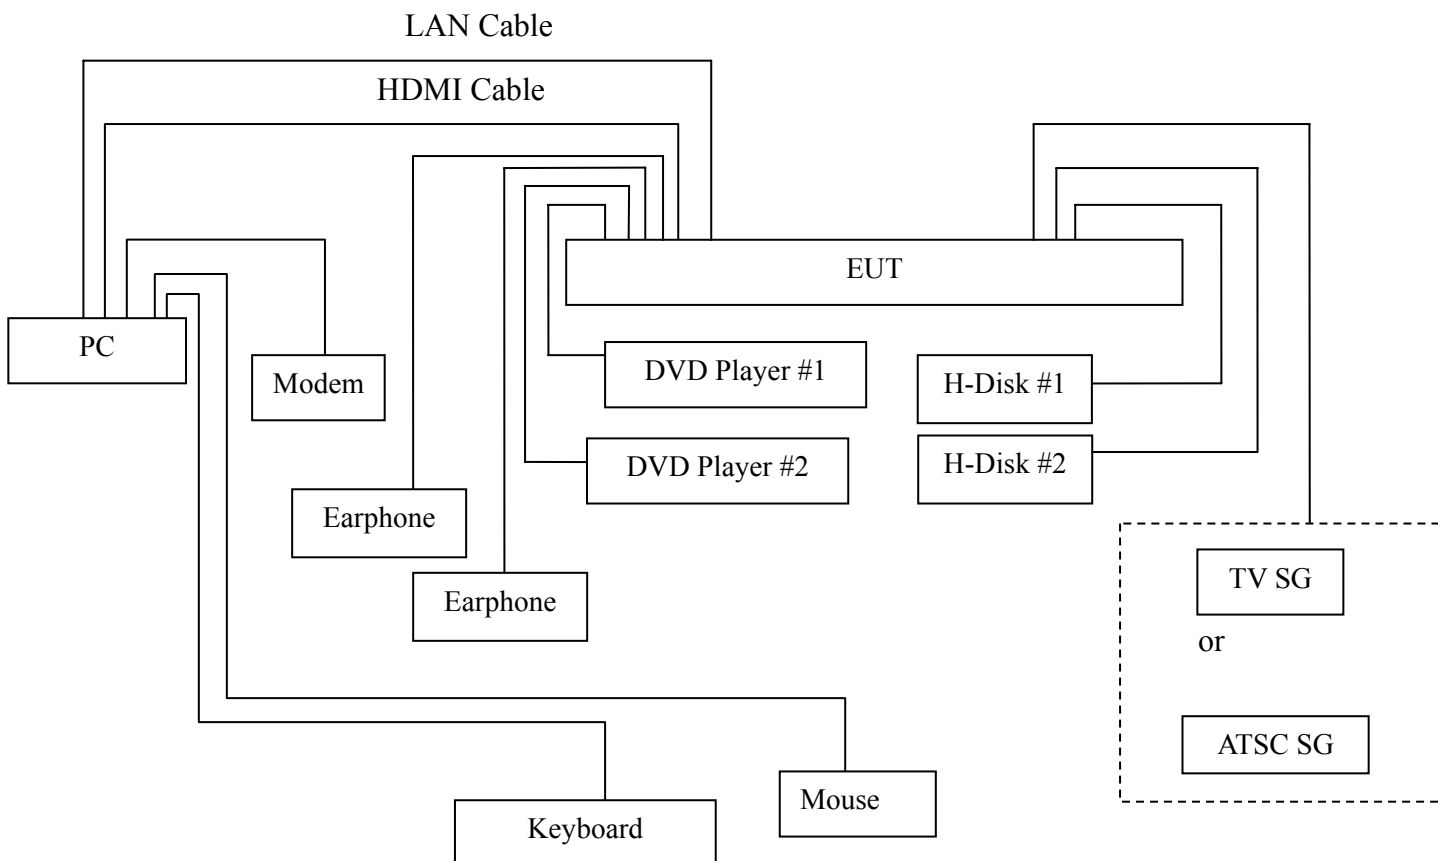 LAN Cable
HDMI Cable
EUT
PC
Modem
DVD Player #1
H-Disk #1
DVD Player #2
H-Disk #2
Earphone
Earphone
TV SG
or
ATSC SG
Mouse
Keyboard